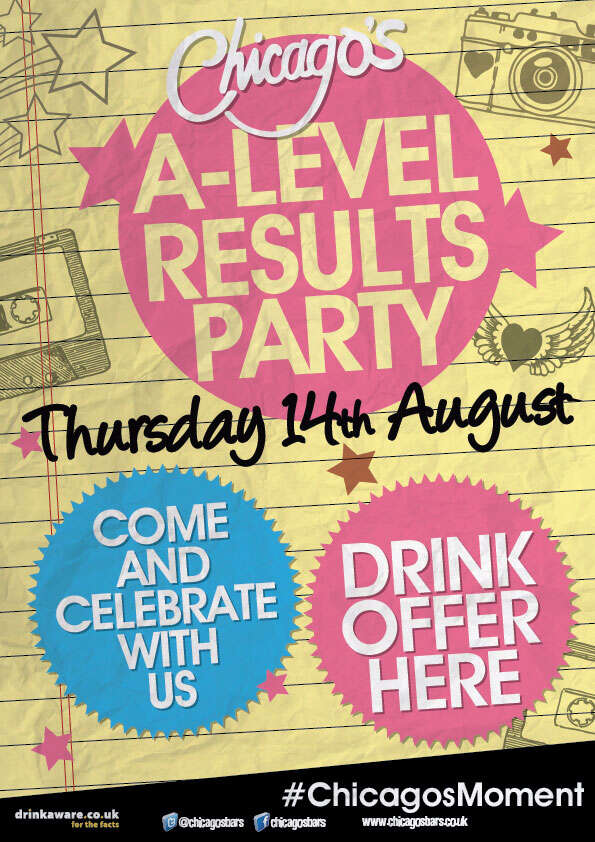 Chicago's
A-LEVEL
RESULTS
PARTY
Thursday 14th August
COME
AND
CELEBRATE
WITH
US
DRINK
OFFER
HERE
#ChicagosMoment
drinkaware.co.uk
for the facts
@chicagosbars
f chicagosbars
www.chicagosbars.co.uk